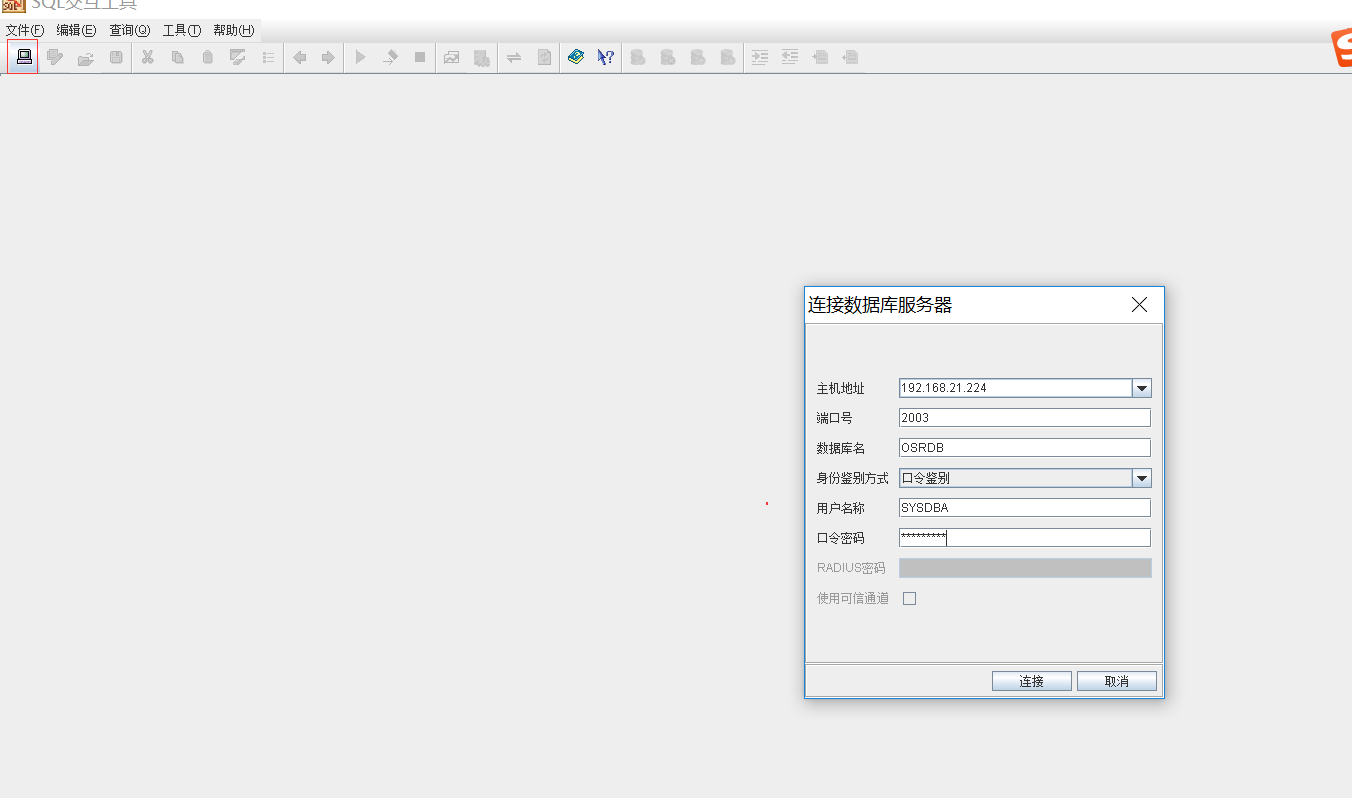 SQL交互工具
文件(F) 编辑(E) 查询(Q) 工具(T) 帮助(H)
连接数据库服务器
主机地址 192.168.21.224
端口号 2003
数据库名 OSRDB
身份鉴别方式 口令鉴别
用户名称 SYSDBA
口令密码 *********
RADIUS密码
使用可信通道
连接 取消